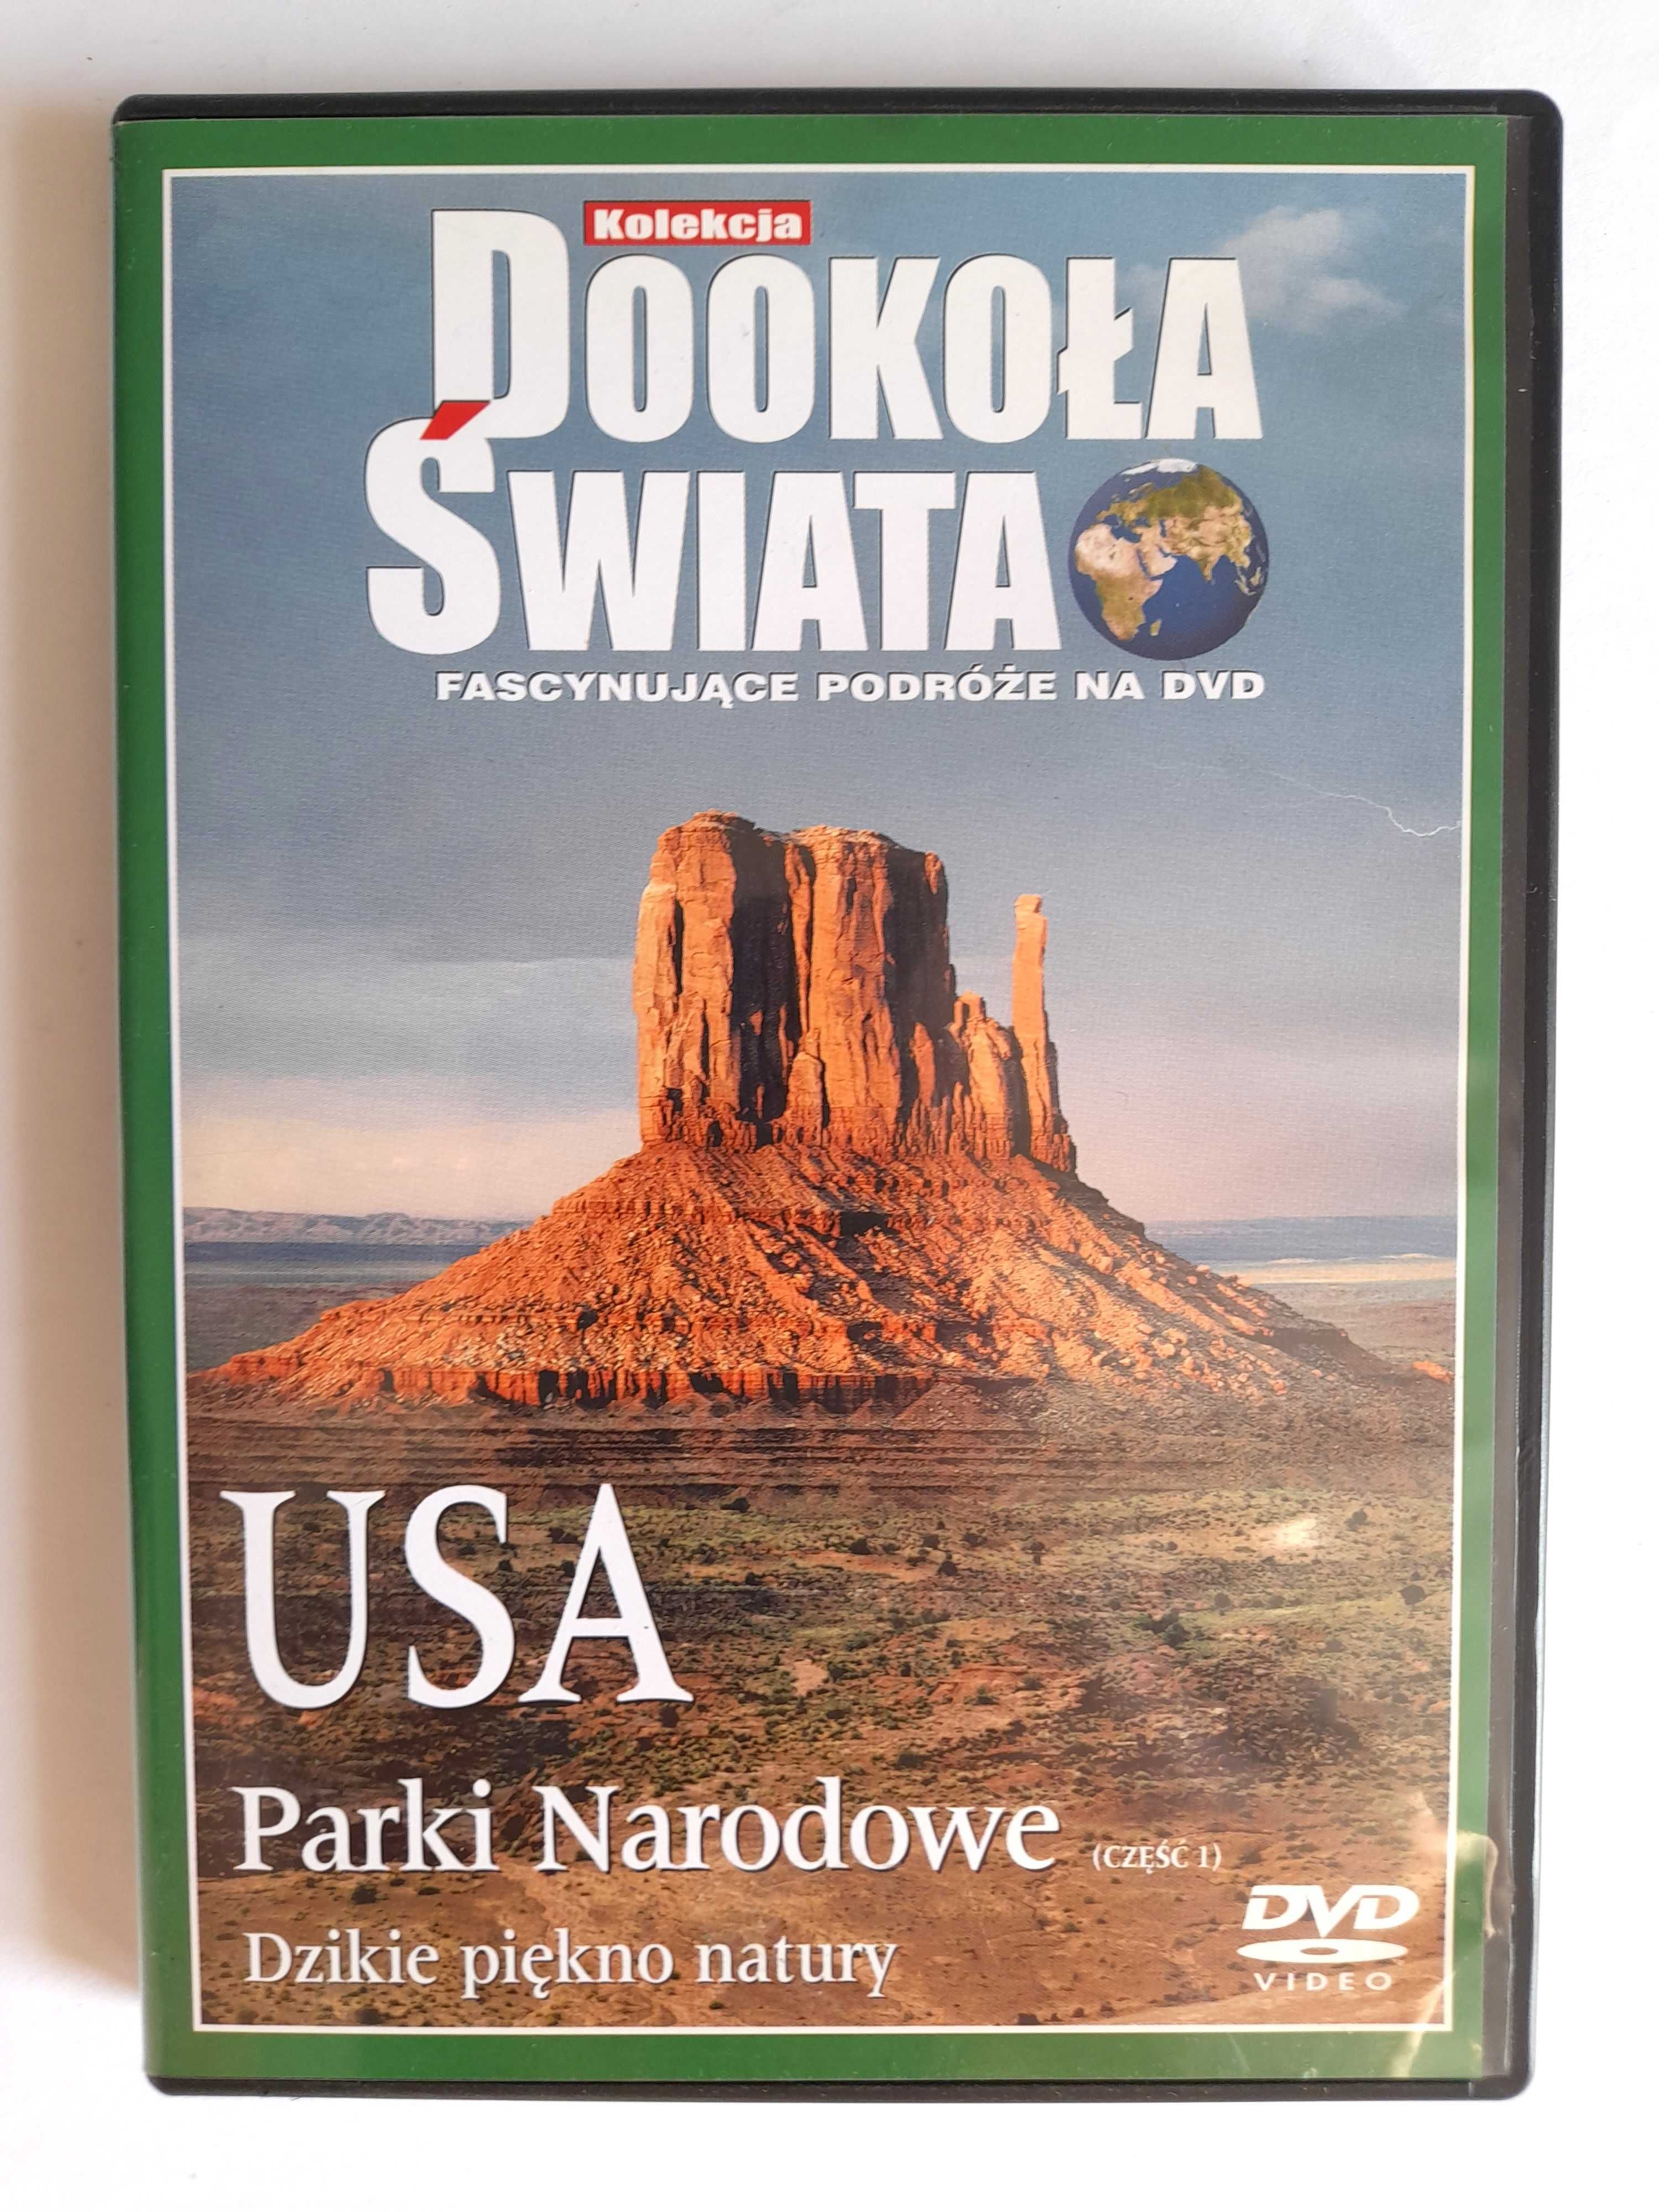 Kolekcja
DOOKOŁA
ŚWIATA
FASCYNUJĄCE PODRÓŻE NA DVD
USA
Parki Narodowe (CZĘŚĆ 1)
Dzikie piękno natury
DVD
VIDEO